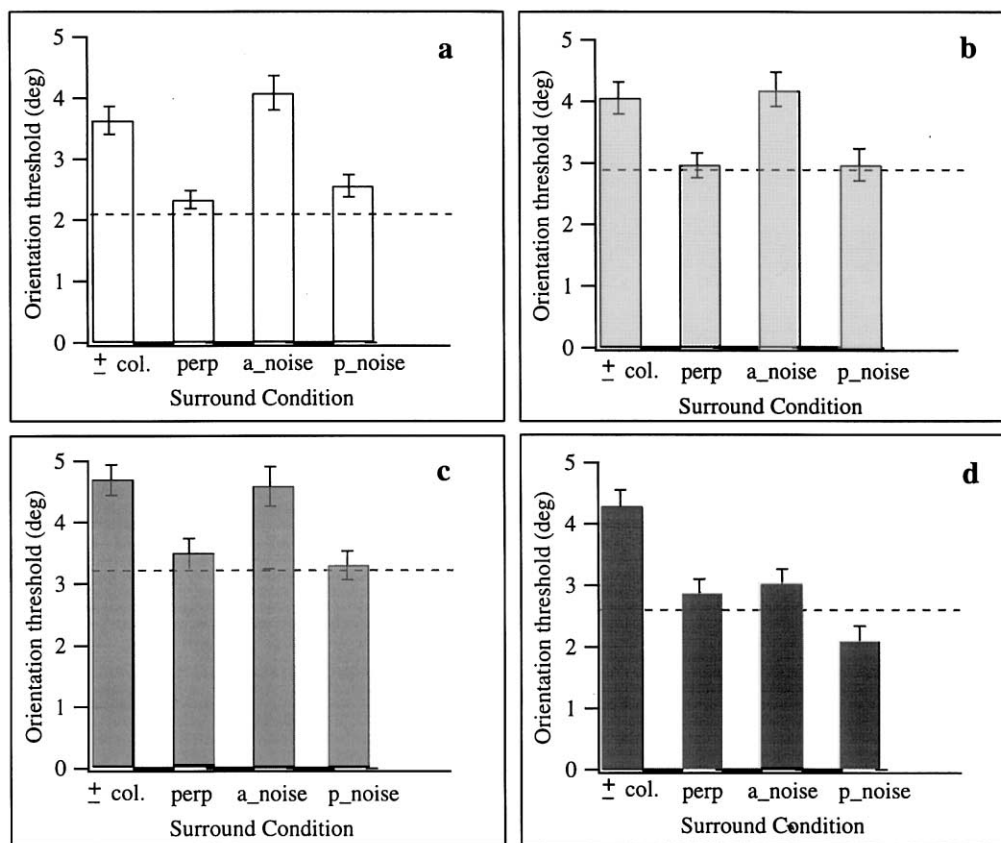 a
5
4
3
2
1
0
Orientation threshold (deg)
± col. perp a_noise p_noise
Surround Condition
b
5
4
3
2
1
0
Orientation threshold (deg)
± col. perp a_noise p_noise
Surround Condition
c
5
4
3
2
1
0
Orientation threshold (deg)
± col. perp a_noise p_noise
Surround Condition
d
5
4
3
2
1
0
Orientation threshold (deg)
± col. perp a_noise p_noise
Surround Condition